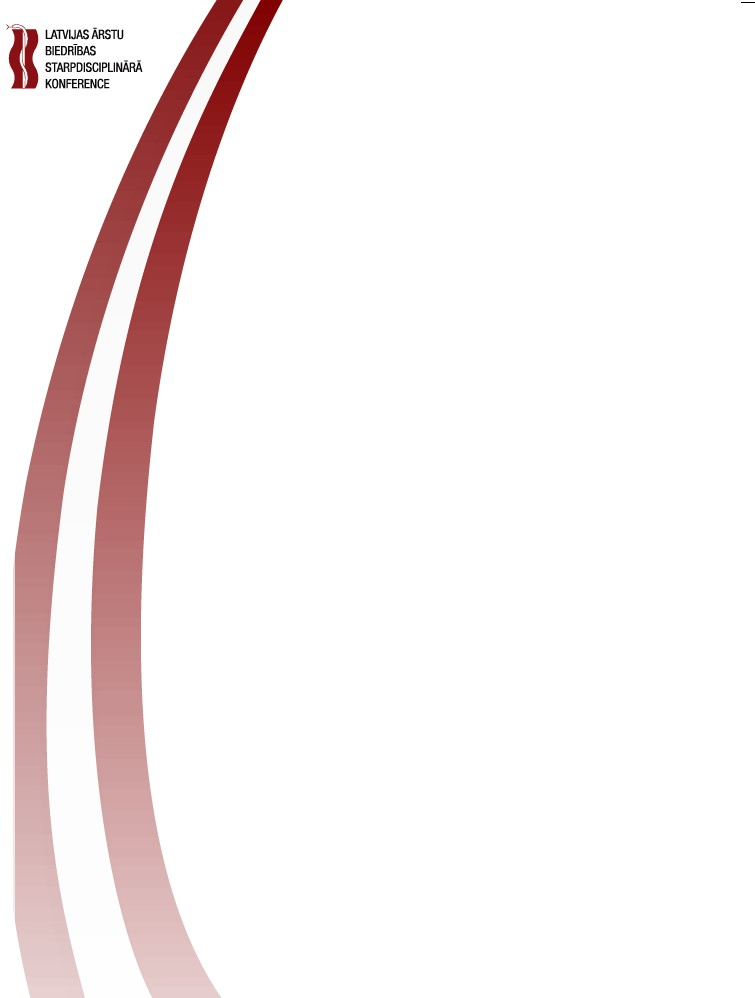 LATVIJAS ĀRSTU
BIEDRĪBAS
STARPDISCIPLINĀRĀ
KONFERENCE